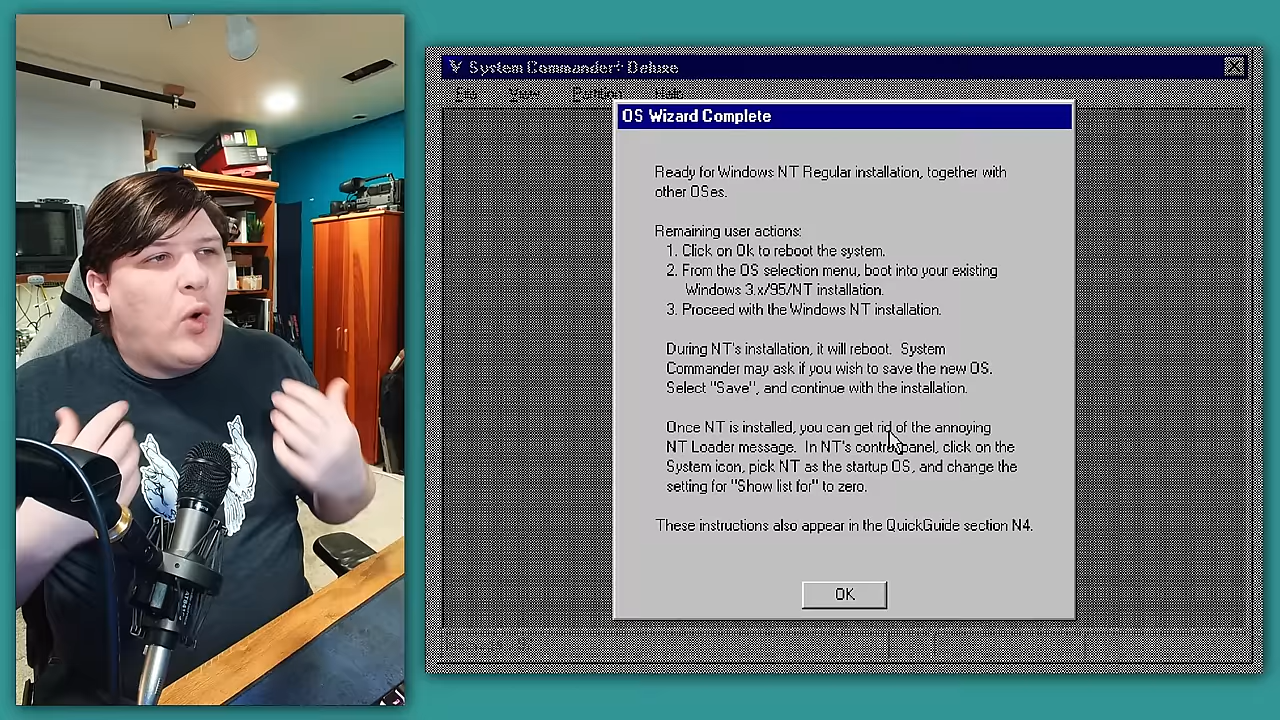 System Commander® Deluxe
File View Partition Help
OS Wizard Complete
Ready for Windows NT Regular installation, together with
other OSes.
Remaining user actions:
1. Click on Ok to reboot the system.
2. From the OS selection menu, boot into your existing
Windows 3.x/95/NT installation.
3. Proceed with the Windows NT installation.
During NT's installation, it will reboot. System
Commander may ask if you wish to save the new OS.
Select "Save", and continue with the installation.
Once NT is installed, you can get rid of the annoying
NT Loader message. In NT's control panel, click on the
System icon, pick NT as the startup OS, and change the
setting for "Show list for" to zero.
These instructions also appear in the QuickGuide section N4.
OK